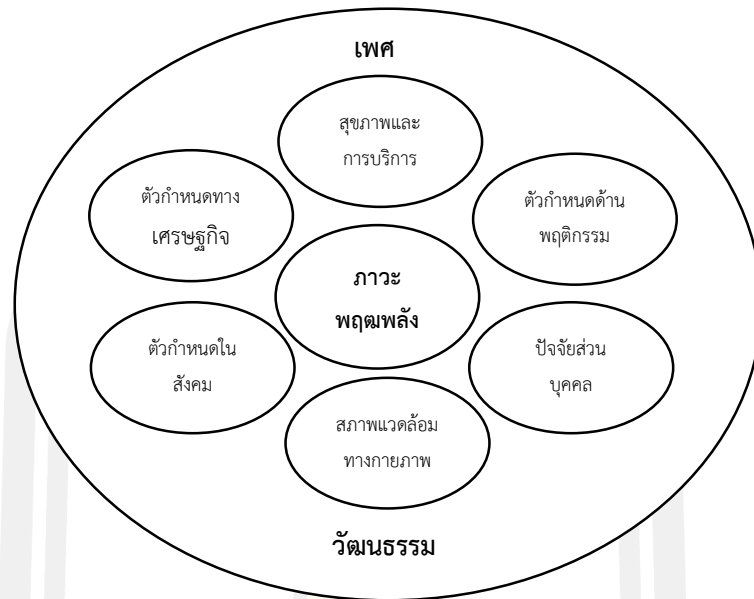 เพศ
สุขภาพและ
การบริการ
ตัวกำหนดทาง
เศรษฐกิจ
ตัวกำหนดด้าน
พฤติกรรม
ภาวะ
พฤฒพลัง
ตัวกำหนดใน
สังคม
ปัจจัยส่วน
บุคคล
สภาพแวดล้อม
ทางกายภาพ
วัฒนธรรม